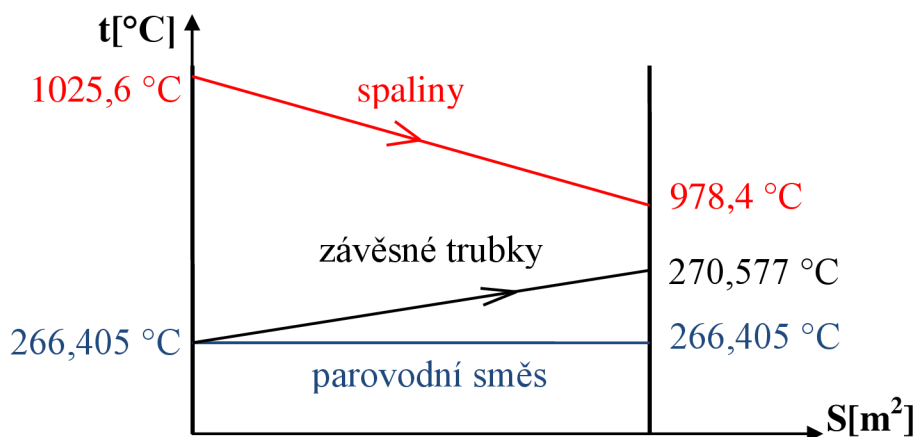 t[°C]
1025,6 °C
spaliny
978,4 °C
závěsné trubky
270,577 °C
266,405 °C
266,405 °C
parovodní směs
S[m²]